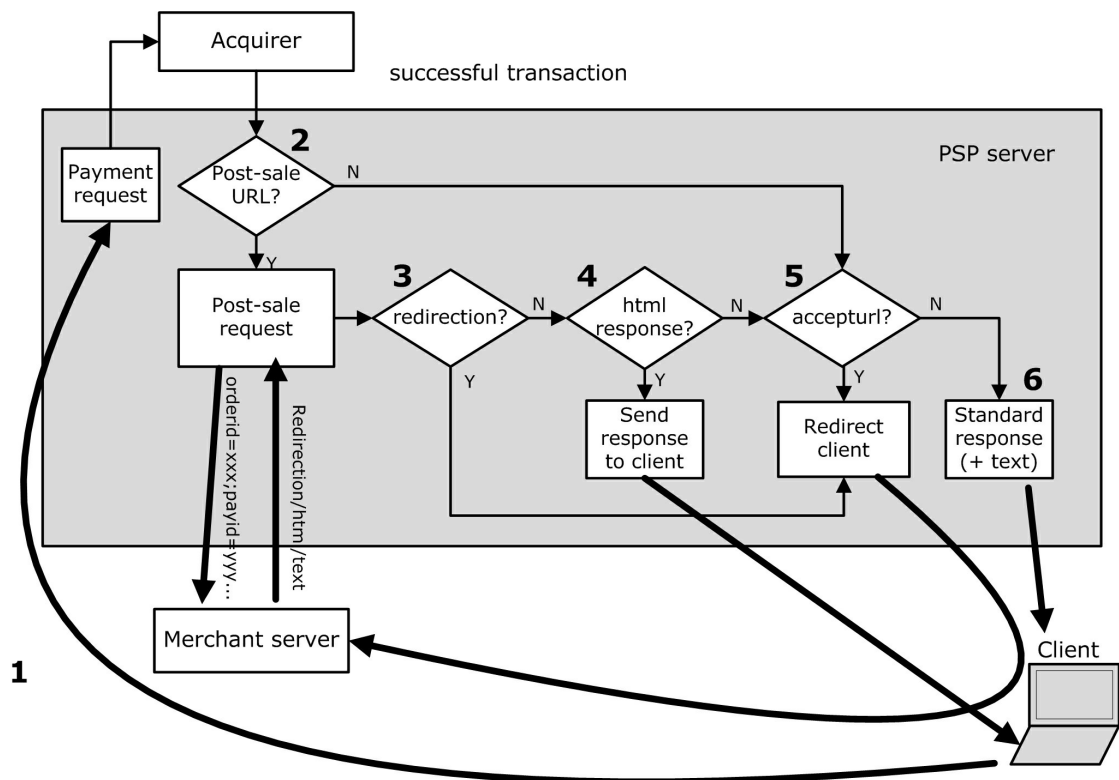 Acquirer
successful transaction
2
PSP server
Payment
request
Post-sale
URL?
N
Y
3
4
5
Post-sale
request
redirection?
N
html
response?
N
accepturl?
N
Y
Y
Y
6
orderid=xxx;payid=yyy...
Redirection/html/text
Send
response
to client
Redirect
client
Standard
response
(+ text)
Merchant server
1
Client